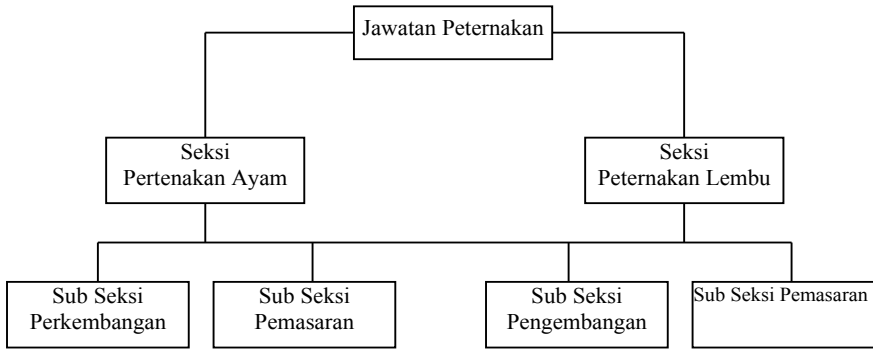 Jawatan Peternakan
Seksi
Pertenakan Ayam
Seksi
Peternakan Lembu
Sub Seksi
Perkembangan
Sub Seksi
Pemasaran
Sub Seksi
Pengembangan
Sub Seksi Pemasaran